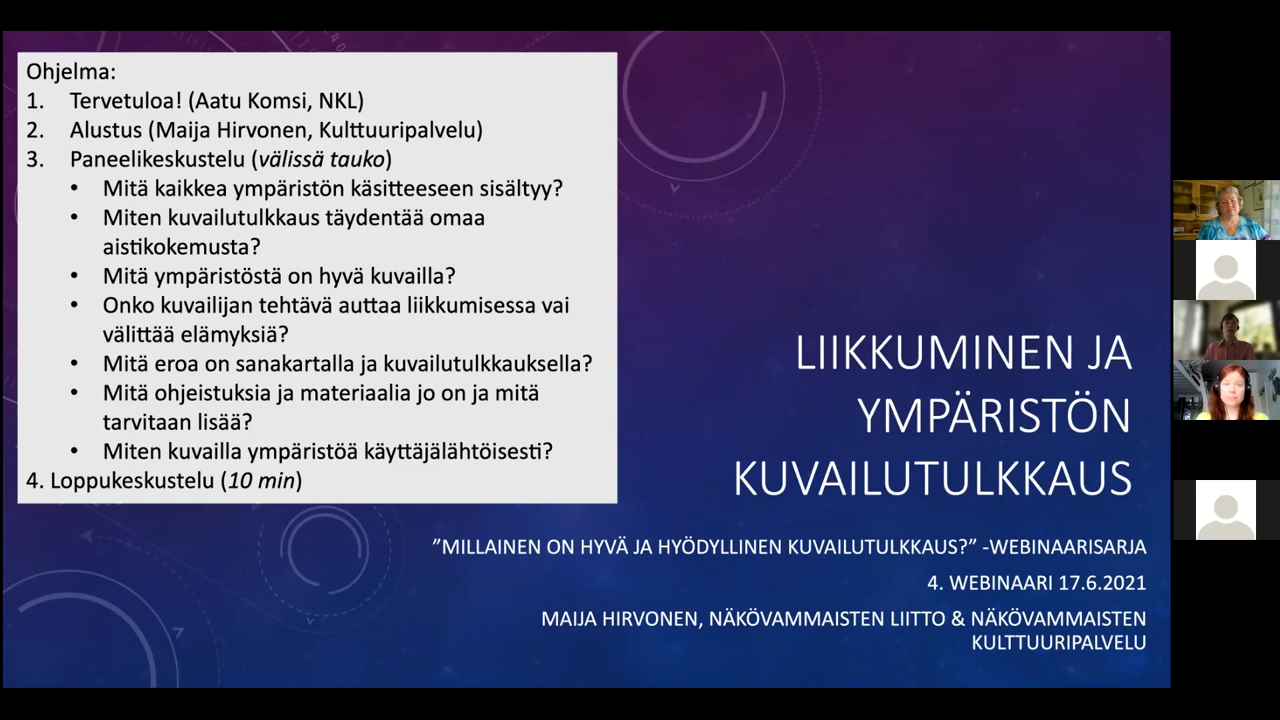 Ohjelma:
1. Tervetuloa! (Aatu Komsi, NKL)
2. Alustus (Maija Hirvonen, Kulttuuripalvelu)
3. Paneelikeskustelu (välissä tauko)
• Mitä kaikkea ympäristön käsitteeseen sisältyy?
• Miten kuvailutulkkaus täydentää omaa
aistikokemusta?
• Mitä ympäristöstä on hyvä kuvailla?
• Onko kuvailijan tehtävä auttaa liikkumisessa vai
välittää elämyksiä?
• Mitä eroa on sanakartalla ja kuvailutulkkauksella?
• Mitä ohjeistuksia ja materiaalia jo on ja mitä
tarvitaan lisää?
• Miten kuvailla ympäristöä käyttäjälähtöisesti?
4. Loppukeskustelu (10 min)
LIIKKUMINEN JA
YMPÄRISTÖN
KUVAILUTULKKAUS
”MILLAINEN ON HYVÄ JA HYÖDYLLINEN KUVAILUTULKKAUS?” -WEBINAARISARJA
4. WEBINAARI 17.6.2021
MAIJA HIRVONEN, NÄKÖVAMMAISTEN LIITTO & NÄKÖVAMMAISTEN
KULTTUURIPALVELU